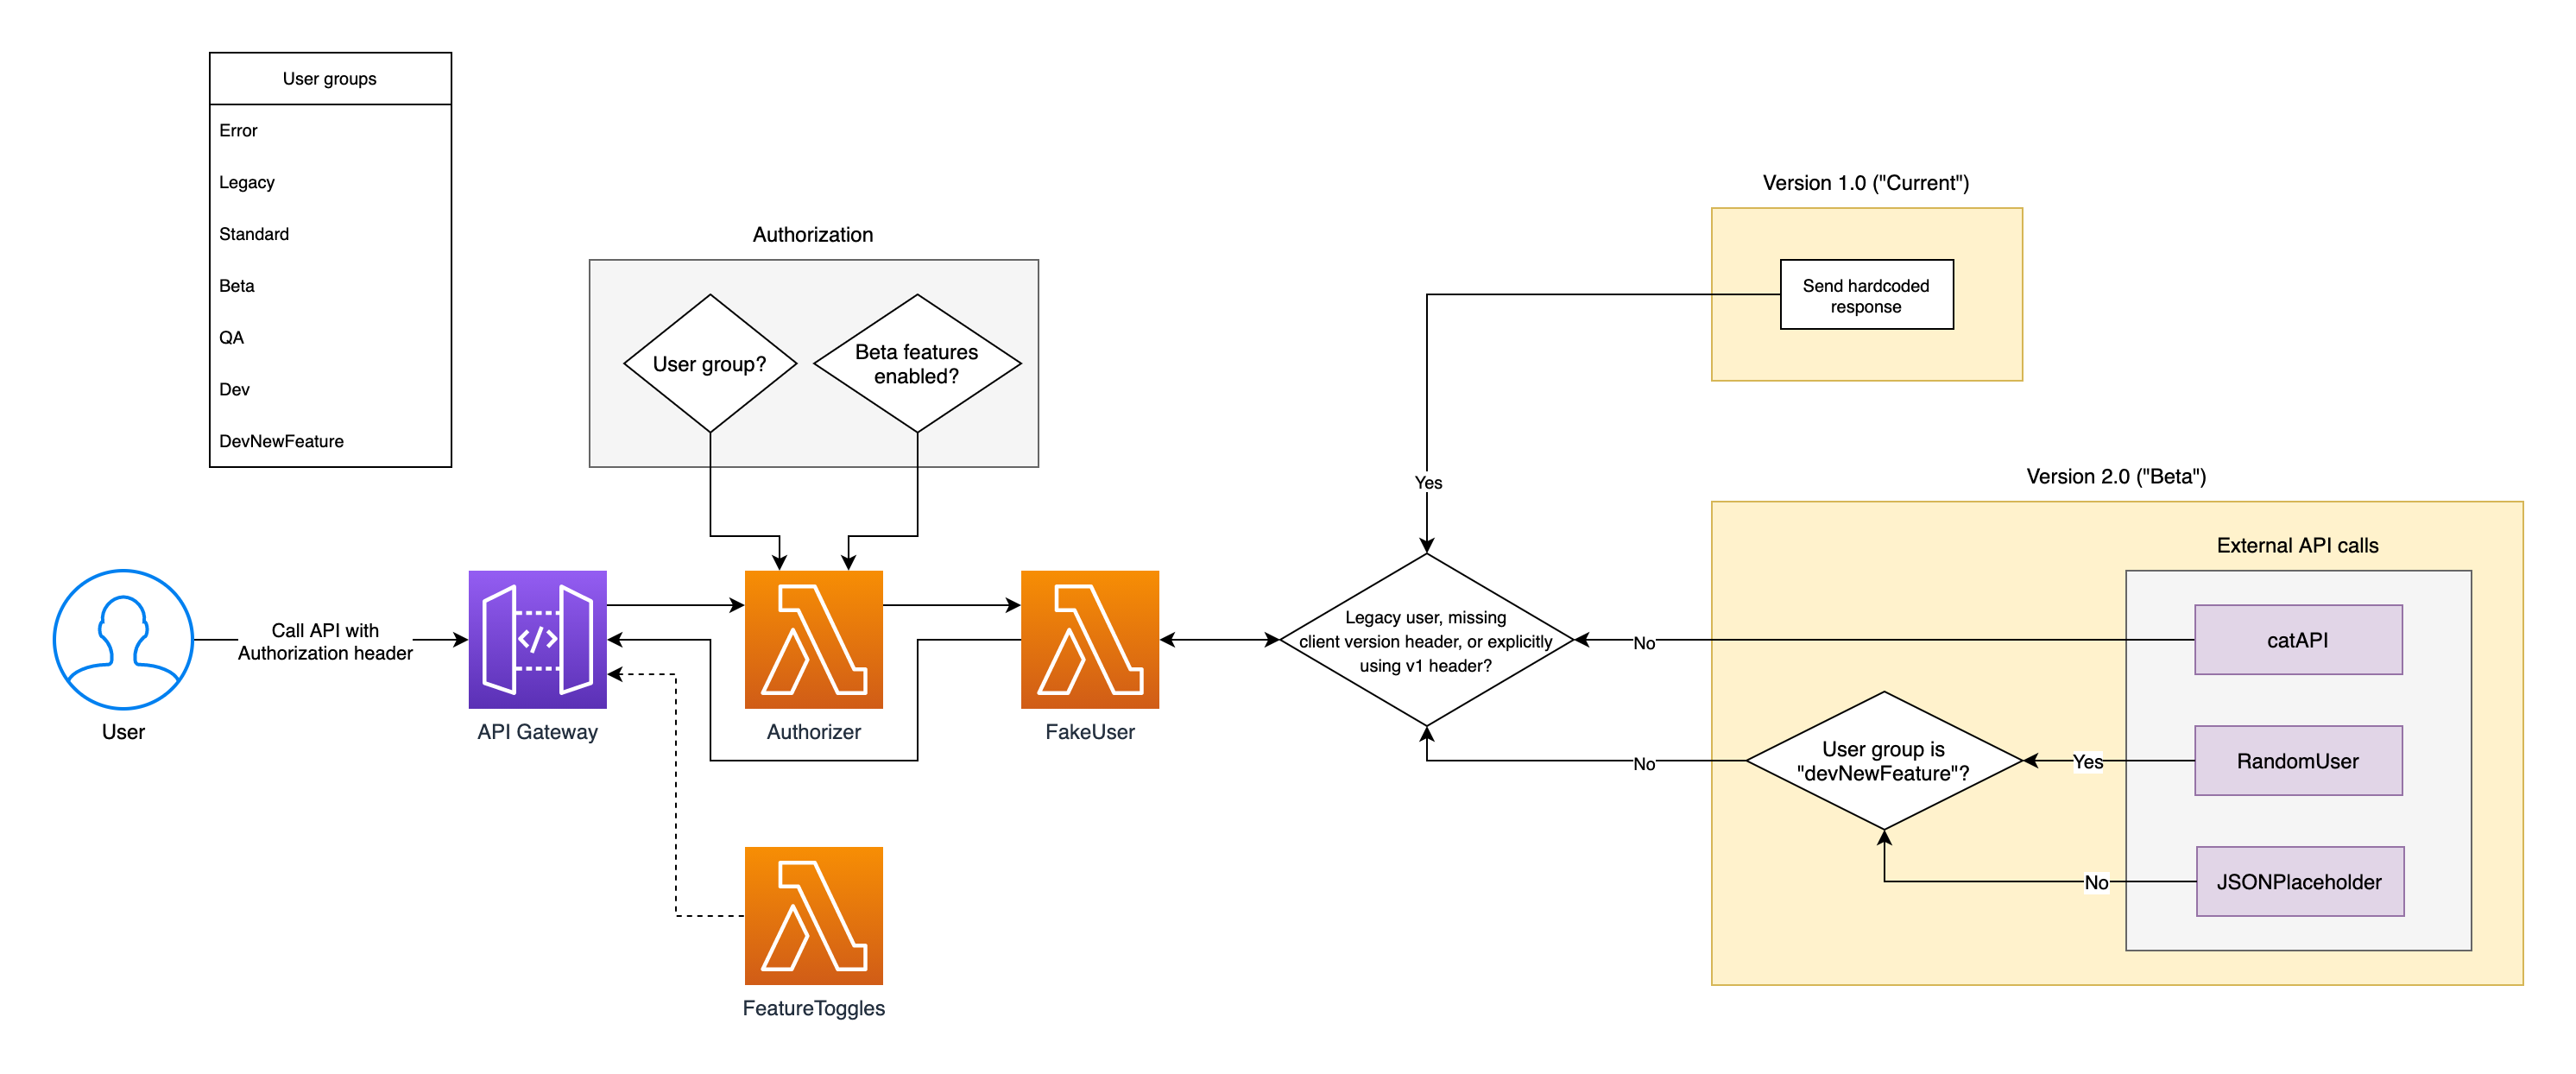 User groups
Error
Legacy
Standard
Beta
QA
Dev
DevNewFeature
Authorization
User group?
Beta features
enabled?
User
Call API with
Authorization header
API Gateway
Authorizer
FakeUser
FeatureToggles
Legacy user, missing
client version header, or explicitly
using v1 header?
Yes
Version 1.0 ("Current")
Send hardcoded
response
No
No
Version 2.0 ("Beta")
User group is
"devNewFeature"?
Yes
No
External API calls
catAPI
RandomUser
JSONPlaceholder